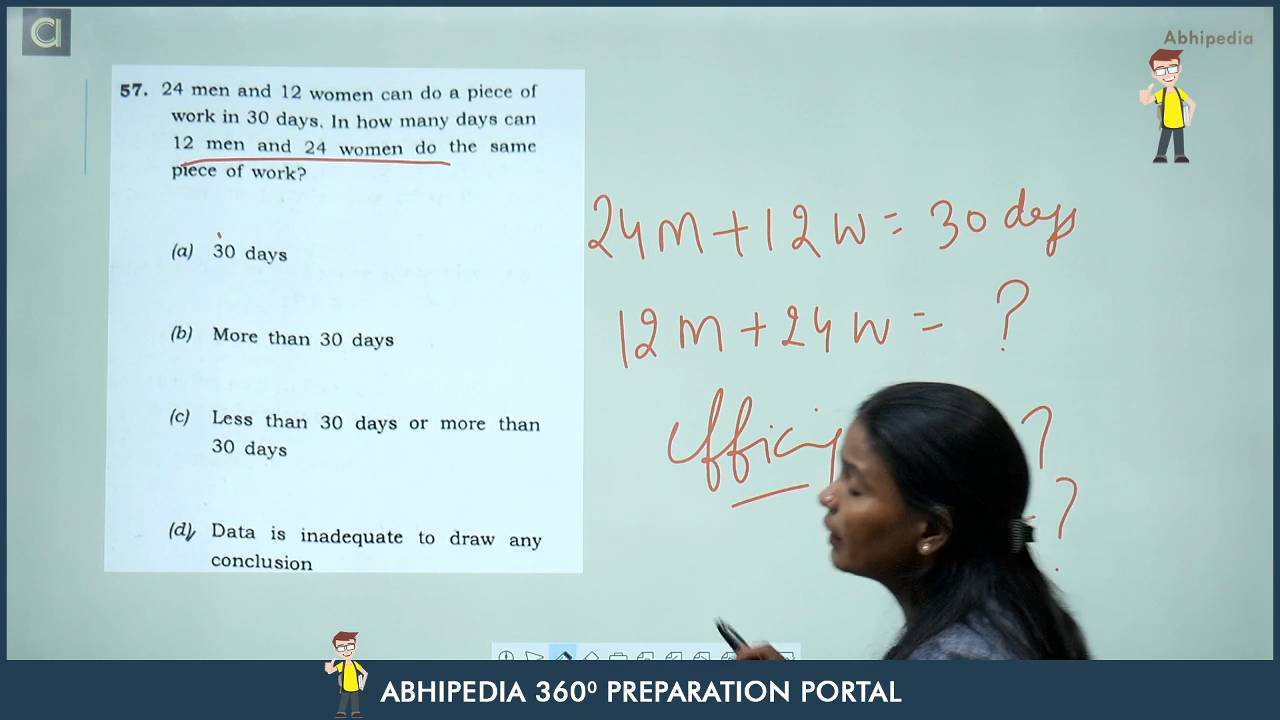 Abhipedia
57. 24 men and 12 women can do a piece of
work in 30 days. In how many days can
12 men and 24 women do the same
piece of work?
(a) 30 days
(b) More than 30 days
(c) Less than 30 days or more than
30 days
(d) Data is inadequate to draw any
conclusion
24M+12W= 30 days
12M+24W= ?
?
?
ABHIPEDIA 360⁰ PREPARATION PORTAL